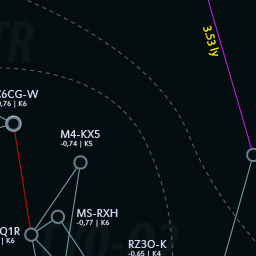 3.53 ly
6CG-W
,76 | K6
M4-KX5
-0,74 | K5
MS-RXH
-0,77 | K6
Q1R
| K6
RZ3O-K
-0,65 | K4